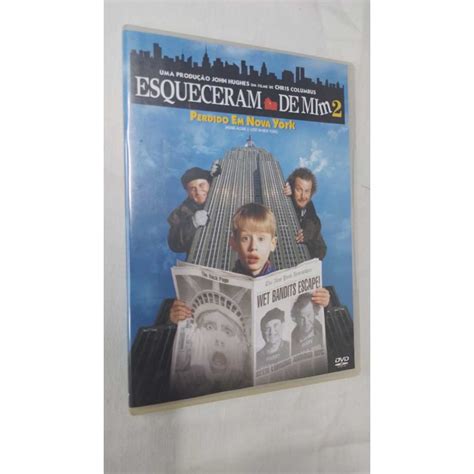 UMA PRODUÇÃO JOHN HUGHES UM FILME DE CHRIS COLUMBUS
ESQUECERAM DE MIm 2
PERDIDO EM NOVA YORK
WET BANDITS ESCAPE!
DVD